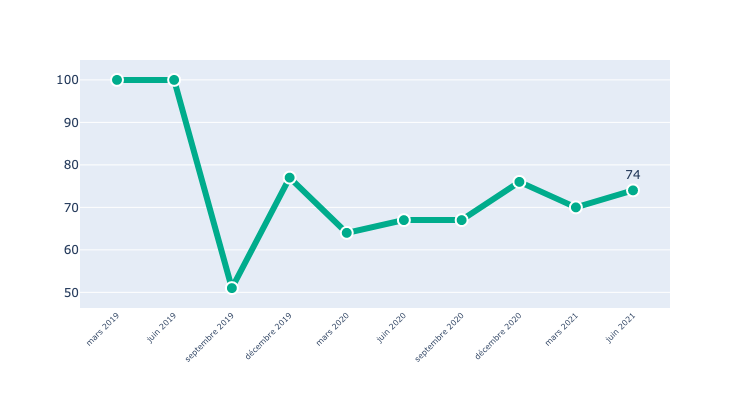 100
90
80
70
60
50
74
mars 2019
juin 2019
septembre 2019
décembre 2019
mars 2020
juin 2020
septembre 2020
décembre 2020
mars 2021
juin 2021